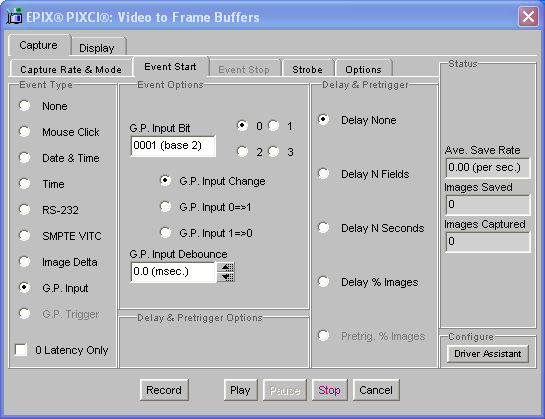 EPIX® PIXCI®: Video to Frame Buffers
Capture
Display
Capture Rate & Mode
Event Start
Event Stop
Strobe
Options
Event Type
None
Mouse Click
Date & Time
Time
RS-232
SMPTE VITC
Image Delta
G.P. Input
G.P. Trigger
0 Latency Only
Event Options
G.P. Input Bit
0001 (base 2)
0 1
2 3
G.P. Input Change
G.P. Input 0=>1
G.P. Input 1=>0
G.P. Input Debounce
0.0 (msec.)
Delay & Pretrigger Options
Delay & Pretrigger
Delay None
Delay N Fields
Delay N Seconds
Delay % Images
Pretrig. % Images
Status
Ave. Save Rate
0.00 (per sec.)
Images Saved
0
Images Captured
0
Configure
Driver Assistant
Record
Play
Pause
Stop
Cancel